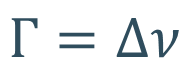 Γ = Δν